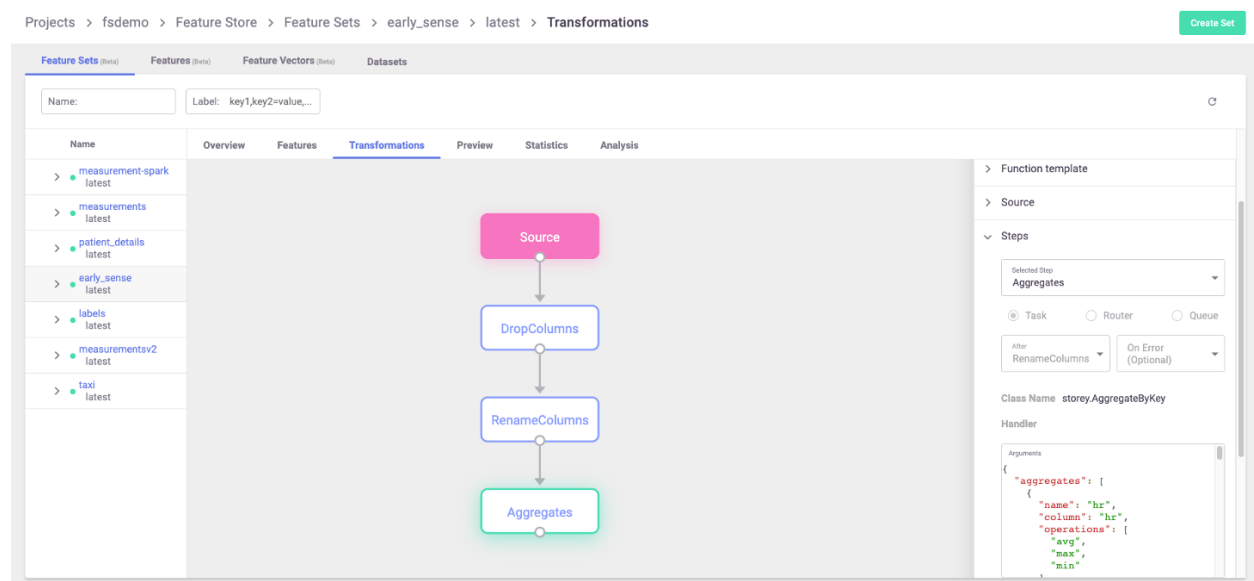 Projects > fsdemo > Feature Store > Feature Sets > early_sense > latest > Transformations
Create Set
Feature Sets (Beta) Features (Beta) Feature Vectors (Beta) Datasets
Name: Label: key1,key2=value,...
Name
Overview Features Transformations Preview Statistics Analysis
measurement-spark
latest
measurements
latest
patient_details
latest
early_sense
latest
labels
latest
measurementsv2
latest
taxi
latest
Source
DropColumns
RenameColumns
Aggregates
Function template
Source
Steps
Selected Step
Aggregates
Task Router Queue
After
RenameColumns
On Error
(Optional)
Class Name storey.AggregateByKey
Handler
Arguments
{
"aggregates": [
{
"name": "hr",
"column": "hr",
"operations": [
"avg",
"max",
"min"